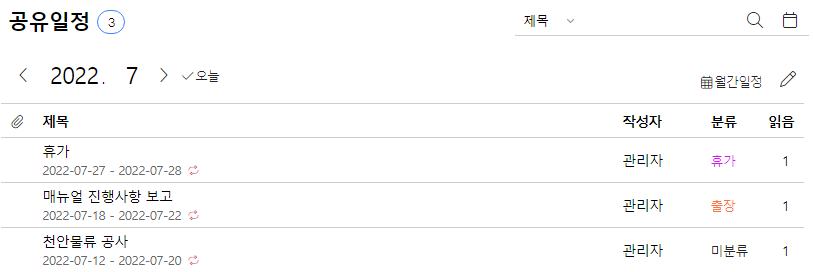 공유일정 3
제목
2022. 7 오늘
월간일정
제목 작성자 분류 읽음
휴가
2022-07-27 - 2022-07-28
관리자 휴가 1
매뉴얼 진행사항 보고
2022-07-18 - 2022-07-22
관리자 출장 1
천안물류 공사
2022-07-12 - 2022-07-20
관리자 미분류 1